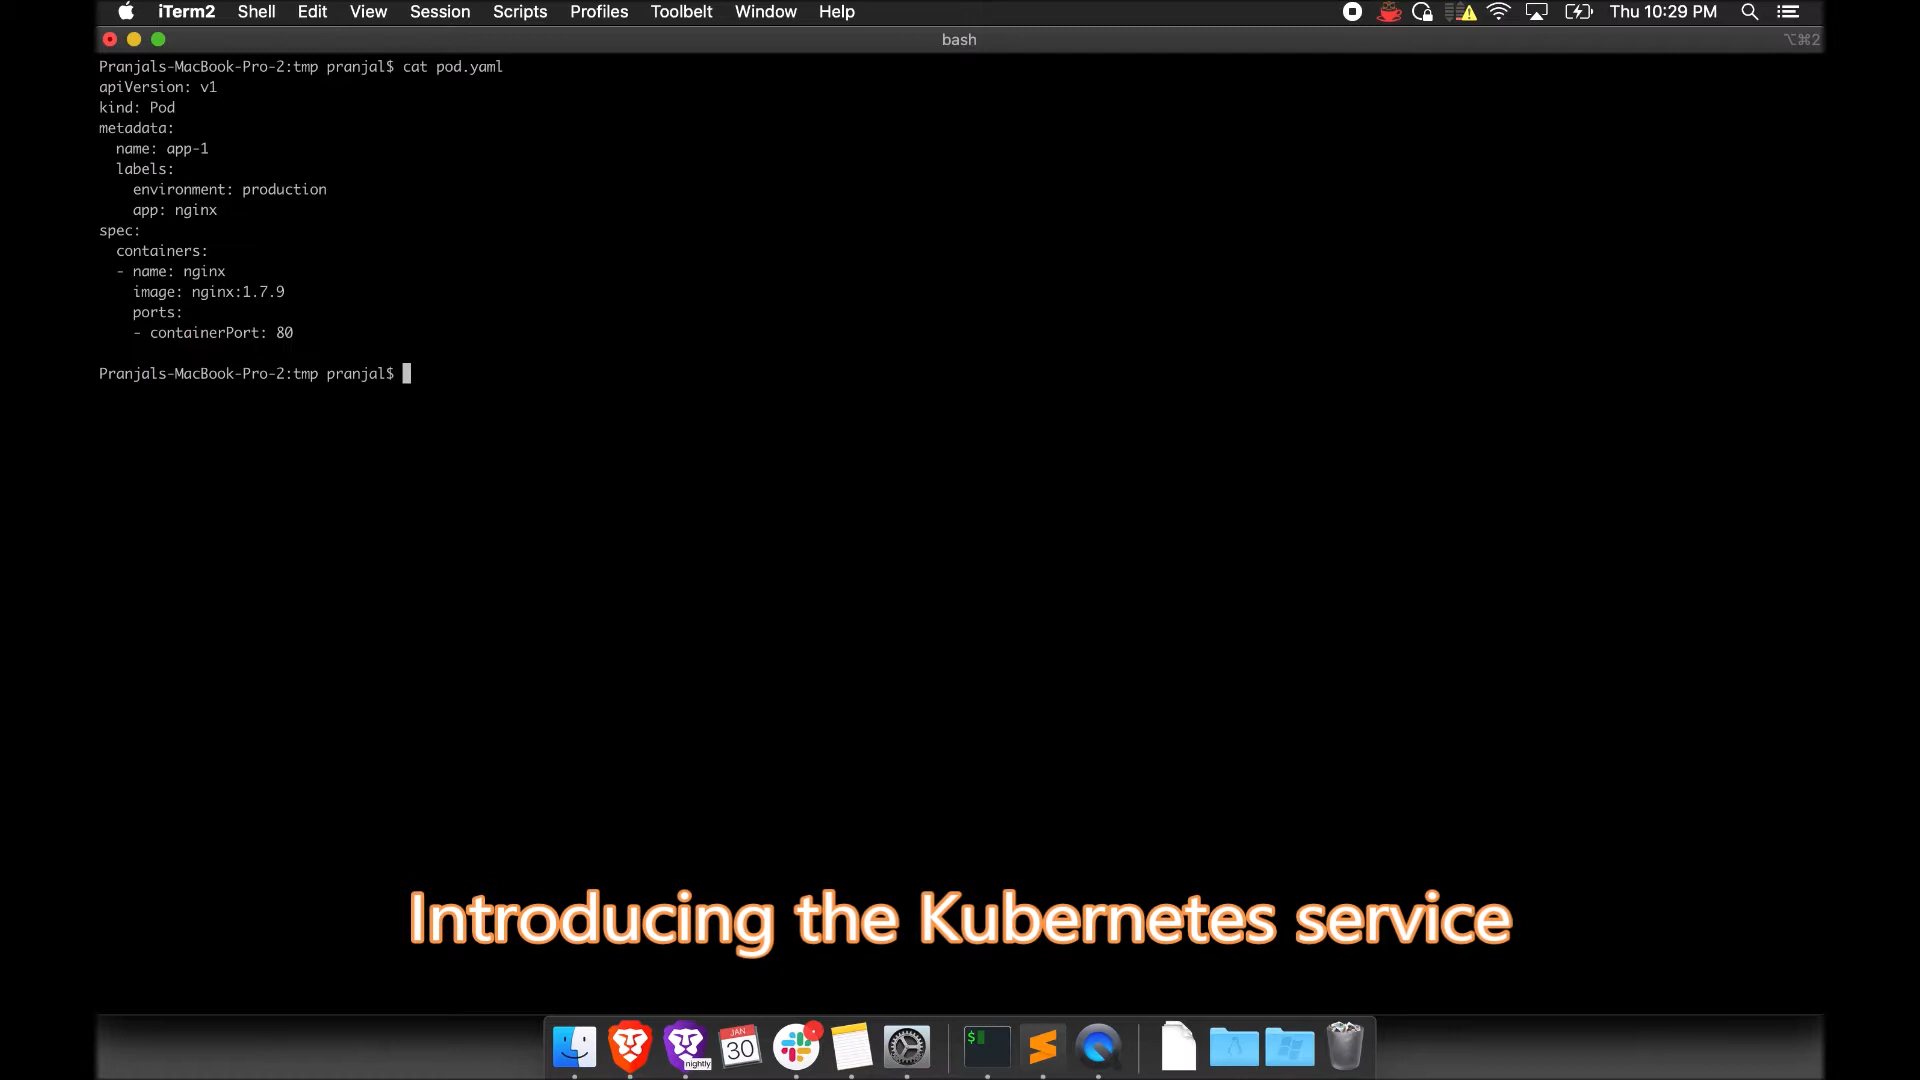 iTerm2 Shell Edit View Session Scripts Profiles Toolbelt Window Help Thu 10:29 PM
bash ⌥⌘2
Pranjals-MacBook-Pro-2:tmp pranjal$ cat pod.yaml
apiVersion: v1
kind: Pod
metadata:
  name: app-1
  labels:
    environment: production
    app: nginx
spec:
  containers:
  - name: nginx
    image: nginx:1.7.9
    ports:
    - containerPort: 80
Pranjals-MacBook-Pro-2:tmp pranjal$
Introducing the Kubernetes service
nightly
JAN
30
$